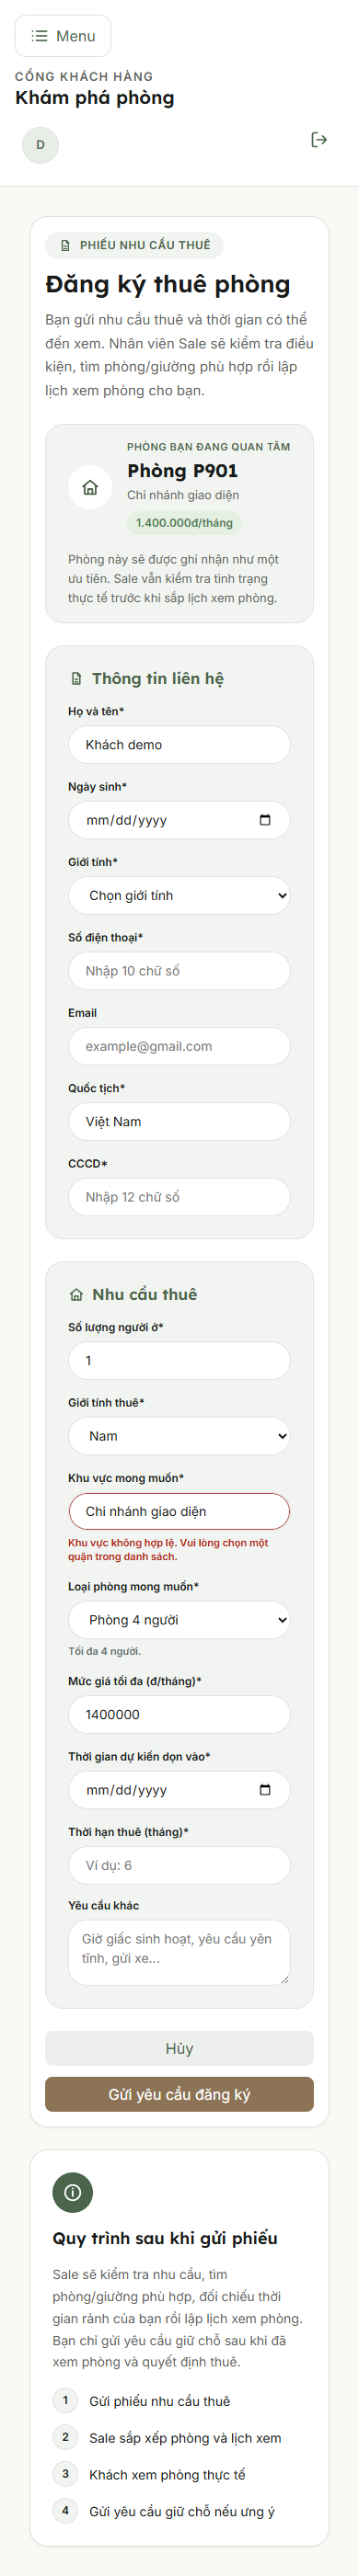 Menu
CỔNG KHÁCH HÀNG
Khám phá phòng
D
PHIẾU NHU CẦU THUÊ
Đăng ký thuê phòng
Bạn gửi nhu cầu thuê và thời gian có thể
đến xem. Nhân viên Sale sẽ kiểm tra điều
kiện, tìm phòng/giường phù hợp rồi lập
lịch xem phòng cho bạn.
PHÒNG BẠN ĐANG QUAN TÂM
Phòng P901
Chi nhánh giao diện
1.400.000đ/tháng
Phòng này sẽ được ghi nhận như một
ưu tiên. Sale vẫn kiểm tra tình trạng
thực tế trước khi sắp lịch xem phòng.
Thông tin liên hệ
Họ và tên*
Khách demo
Ngày sinh*
mm/dd/yyyy
Giới tính*
Chọn giới tính
Số điện thoại*
Nhập 10 chữ số
Email
example@gmail.com
Quốc tịch*
Việt Nam
CCCD*
Nhập 12 chữ số
Nhu cầu thuê
Số lượng người ở*
1
Giới tính thuê*
Nam
Khu vực mong muốn*
Chi nhánh giao diện
Khu vực không hợp lệ. Vui lòng chọn một
quận trong danh sách.
Loại phòng mong muốn*
Phòng 4 người
Tối đa 4 người.
Mức giá tối đa (đ/tháng)*
1400000
Thời gian dự kiến dọn vào*
mm/dd/yyyy
Thời hạn thuê (tháng)*
Ví dụ: 6
Yêu cầu khác
Giờ giấc sinh hoạt, yêu cầu yên
tĩnh, gửi xe...
Hủy
Gửi yêu cầu đăng ký
Quy trình sau khi gửi phiếu
Sale sẽ kiểm tra nhu cầu, tìm
phòng/giường phù hợp, đối chiếu thời
gian rảnh của bạn rồi lập lịch xem phòng.
Bạn chỉ gửi yêu cầu giữ chỗ sau khi đã
xem phòng và quyết định thuê.
1 Gửi phiếu nhu cầu thuê
2 Sale sắp xếp phòng và lịch xem
3 Khách xem phòng thực tế
4 Gửi yêu cầu giữ chỗ nếu ưng ý